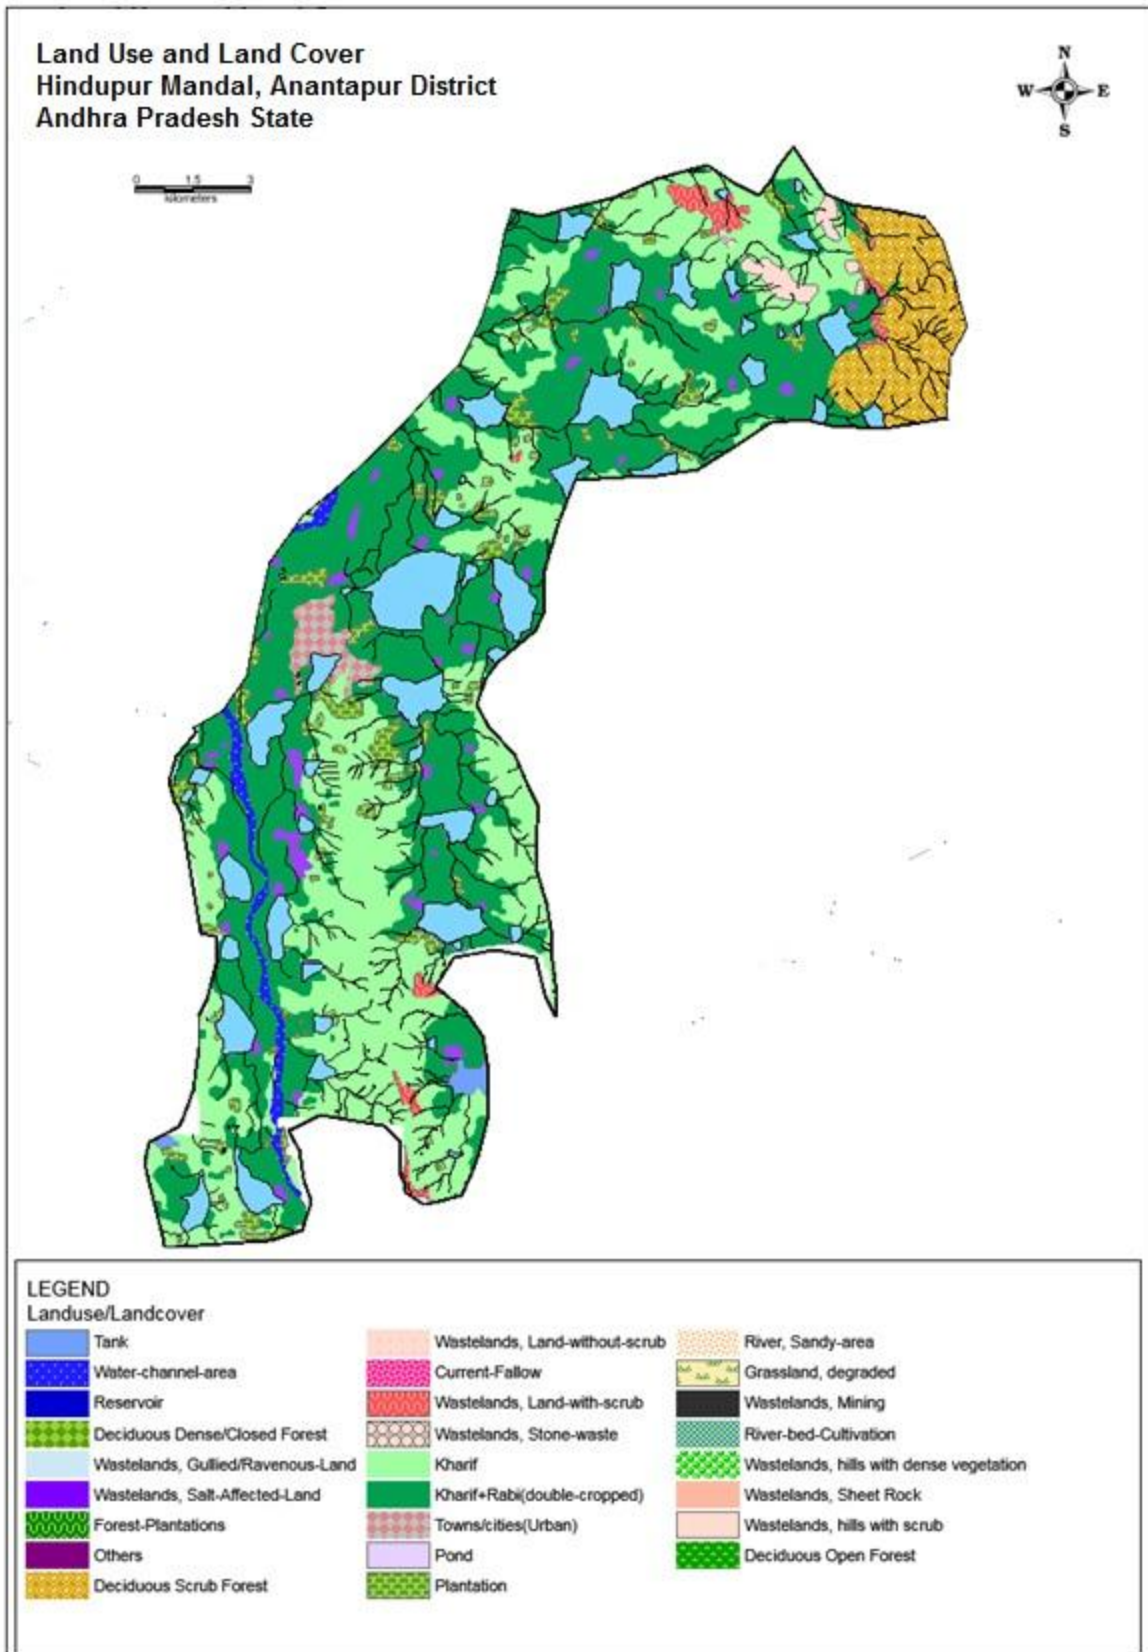 Land Use and Land Cover
Hindupur Mandal, Anantapur District
Andhra Pradesh State
N
W E
S
0 1.5 3
kilometers
LEGEND
Landuse/Landcover
Tank
Water-channel-area
Reservoir
Deciduous Dense/Closed Forest
Wastelands, Gullied/Ravenous-Land
Wastelands, Salt-Affected-Land
Forest-Plantations
Others
Deciduous Scrub Forest
Wastelands, Land-without-scrub
Current-Fallow
Wastelands, Land-with-scrub
Wastelands, Stone-waste
Kharif
Kharif+Rabi(double-cropped)
Towns/cities(Urban)
Pond
Plantation
River, Sandy-area
Grassland, degraded
Wastelands, Mining
River-bed-Cultivation
Wastelands, hills with dense vegetation
Wastelands, Sheet Rock
Wastelands, hills with scrub
Deciduous Open Forest